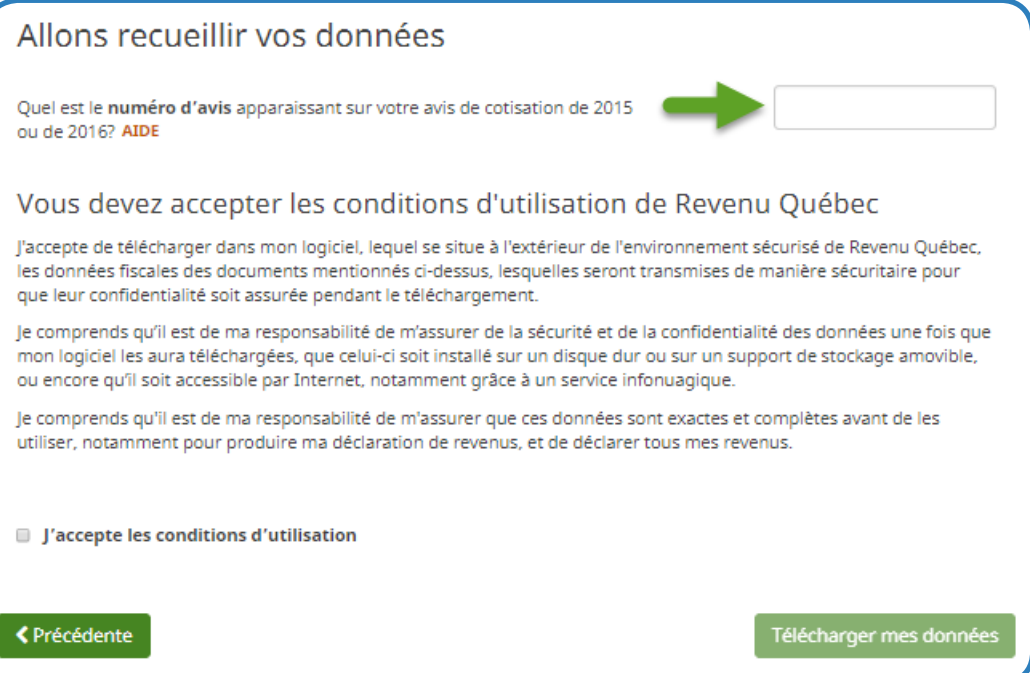 Allons recueillir vos données
Quel est le numéro d’avis apparaissant sur votre avis de cotisation de 2015
ou de 2016? AIDE
Vous devez accepter les conditions d'utilisation de Revenu Québec
J'accepte de télécharger dans mon logiciel, lequel se situe à l'extérieur de l'environnement sécurisé de Revenu Québec,
les données fiscales des documents mentionnés ci-dessus, lesquelles seront transmises de manière sécuritaire pour
que leur confidentialité soit assurée pendant le téléchargement.
Je comprends qu’il est de ma responsabilité de m’assurer de la sécurité et de la confidentialité des données une fois que
mon logiciel les aura téléchargées, que celui-ci soit installé sur un disque dur ou sur un support de stockage amovible,
ou encore qu’il soit accessible par Internet, notamment grâce à un service infonuagique.
Je comprends qu'il est de ma responsabilité de m'assurer que ces données sont exactes et complètes avant de les
utiliser, notamment pour produire ma déclaration de revenus, et de déclarer tous mes revenus.
J’accepte les conditions d’utilisation
Précédente
Télécharger mes données